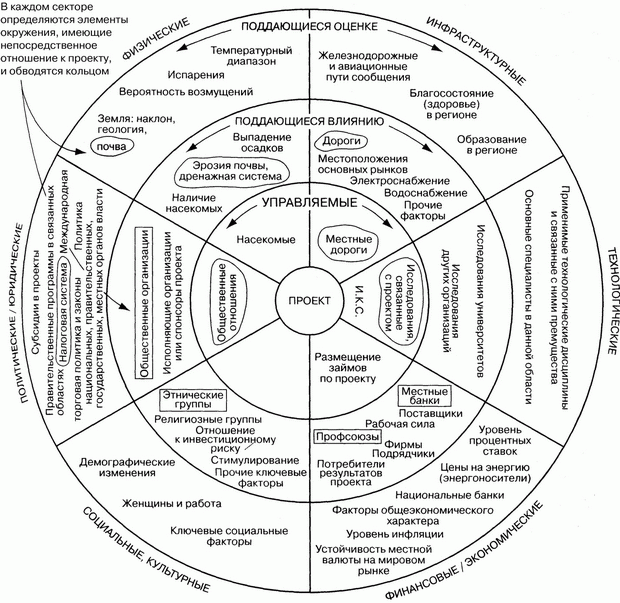 В каждом секторе
определяются элементы
окружения, имеющие
непосредственное
отношение к проекту,
и обводятся кольцом
ФИЗИЧЕСКИЕ
ПОДДАЮЩИЕСЯ ОЦЕНКЕ
ИНФРАСТРУКТУРНЫЕ
Температурный
диапазон
Испарения
Вероятность возмущений
Земля: наклон,
геология,
почва
Железнодорожные
и авиационные
пути сообщения
Благосостояние
(здоровье)
в регионе
Образование
в регионе
ПОДДАЮЩИЕСЯ ВЛИЯНИЮ
Выпадение
осадков
Эрозия почвы,
дренажная система
Наличие
насекомых
Дороги
Местоположения
основных рынков
Электроснабжение
Водоснабжение
Прочие
факторы
УПРАВЛЯЕМЫЕ
Насекомые
Местные
дороги
ПРОЕКТ
ПОЛИТИЧЕСКИЕ / ЮРИДИЧЕСКИЕ
Субсидии в проекты
Правительственные программы в связанных
областях
Налоговая система
Международная
торговая политика и законы
Политика
национальных, правительственных,
государственных, местных органов власти
Общественные организации
Исполняющие организации
или спонсоры проекта
Общественные
отношения
И.К.С.
Исследования,
связанные
с проектом
Исследования
других организаций
Исследования университетов
Основные специалисты в данной области
Применимые технологические дисциплины
и связанные с ними премущества
ТЕХНОЛОГИЧЕСКИЕ
Размещение
займов
по проекту
Этнические
группы
Религиозные группы
Отношение
к инвестиционному
риску
Стимулирование
Прочие ключевые
факторы
Демографические
изменения
Женщины и работа
Ключевые социальные
факторы
СОЦИАЛЬНЫЕ, КУЛЬТУРНЫЕ
Местные
банки
Поставщики
Рабочая сила
Профсоюзы
Фирмы
Подрядчики
Потребители
результатов
проекта
Уровень
процентных
ставок
Цены на энергию
(энергоносители)
Национальные банки
Факторы общеэкономического
характера
Уровень инфляции
Устойчивость местной
валюты на мировом
рынке
ФИНАНСОВЫЕ / ЭКОНОМИЧЕСКИЕ